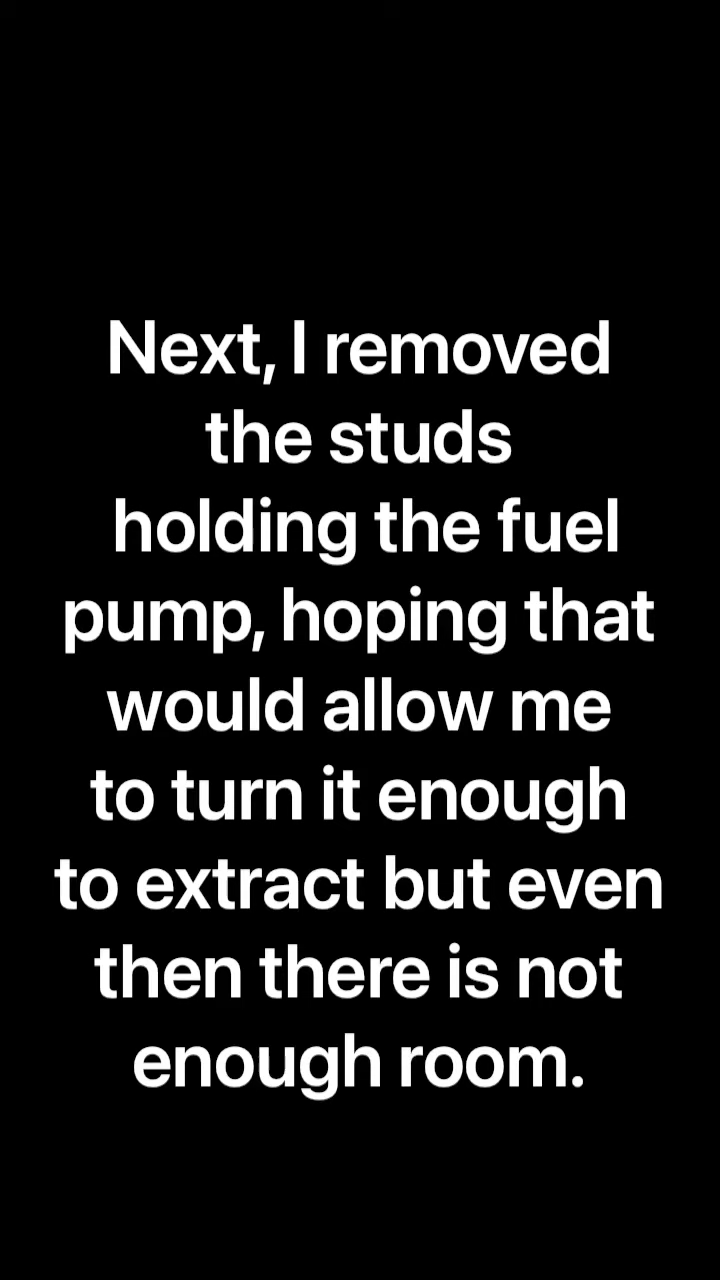 Next, I removed
the studs
holding the fuel
pump, hoping that
would allow me
to turn it enough
to extract but even
then there is not
enough room.